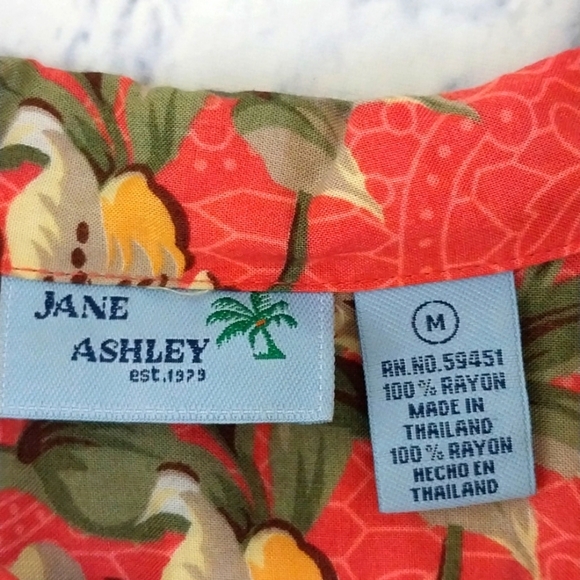 JANE
ASHLEY
est.1979
M
RN.NO.59451
100% RAYON
MADE IN
THAILAND
100% RAYON
HECHO EN
THAILAND